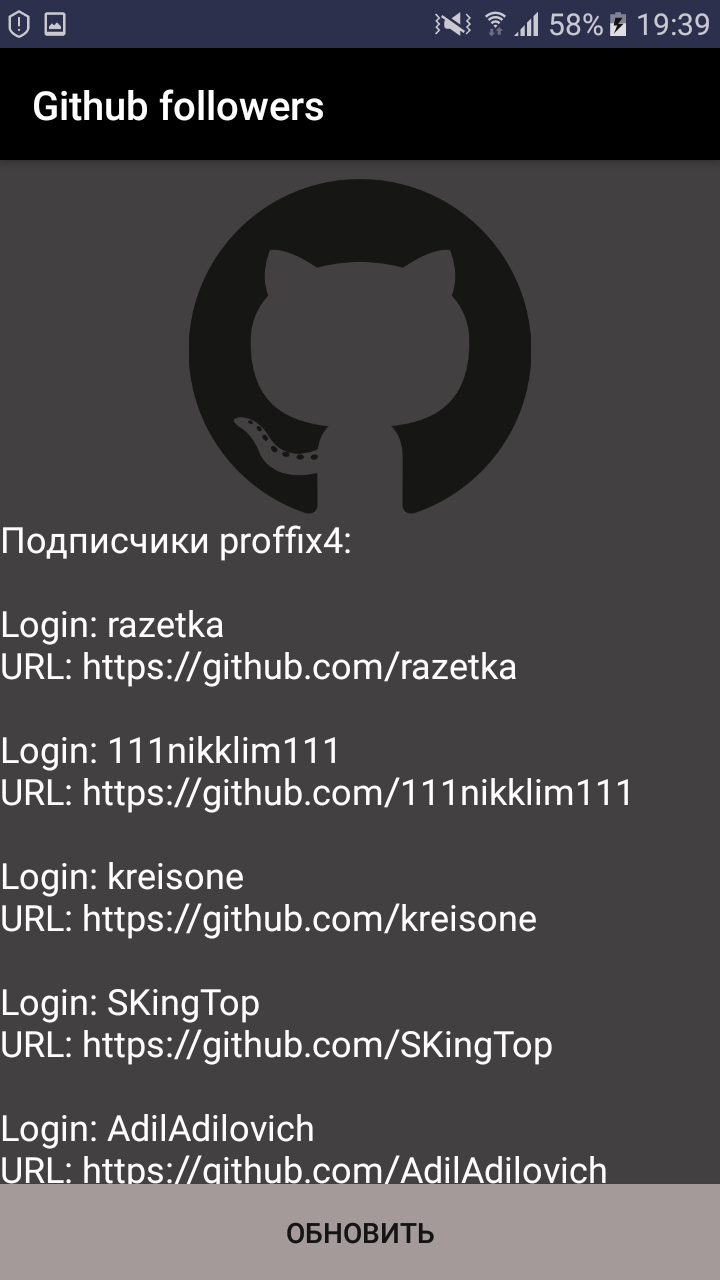 58% 19:39
Github followers
Подписчики proffix4:
Login: razetka
URL: https://github.com/razetka
Login: 111nikklim111
URL: https://github.com/111nikklim111
Login: kreisone
URL: https://github.com/kreisone
Login: SKingTop
URL: https://github.com/SKingTop
Login: AdilAdilovich
URL: https://github.com/AdilAdilovich
ОБНОВИТЬ